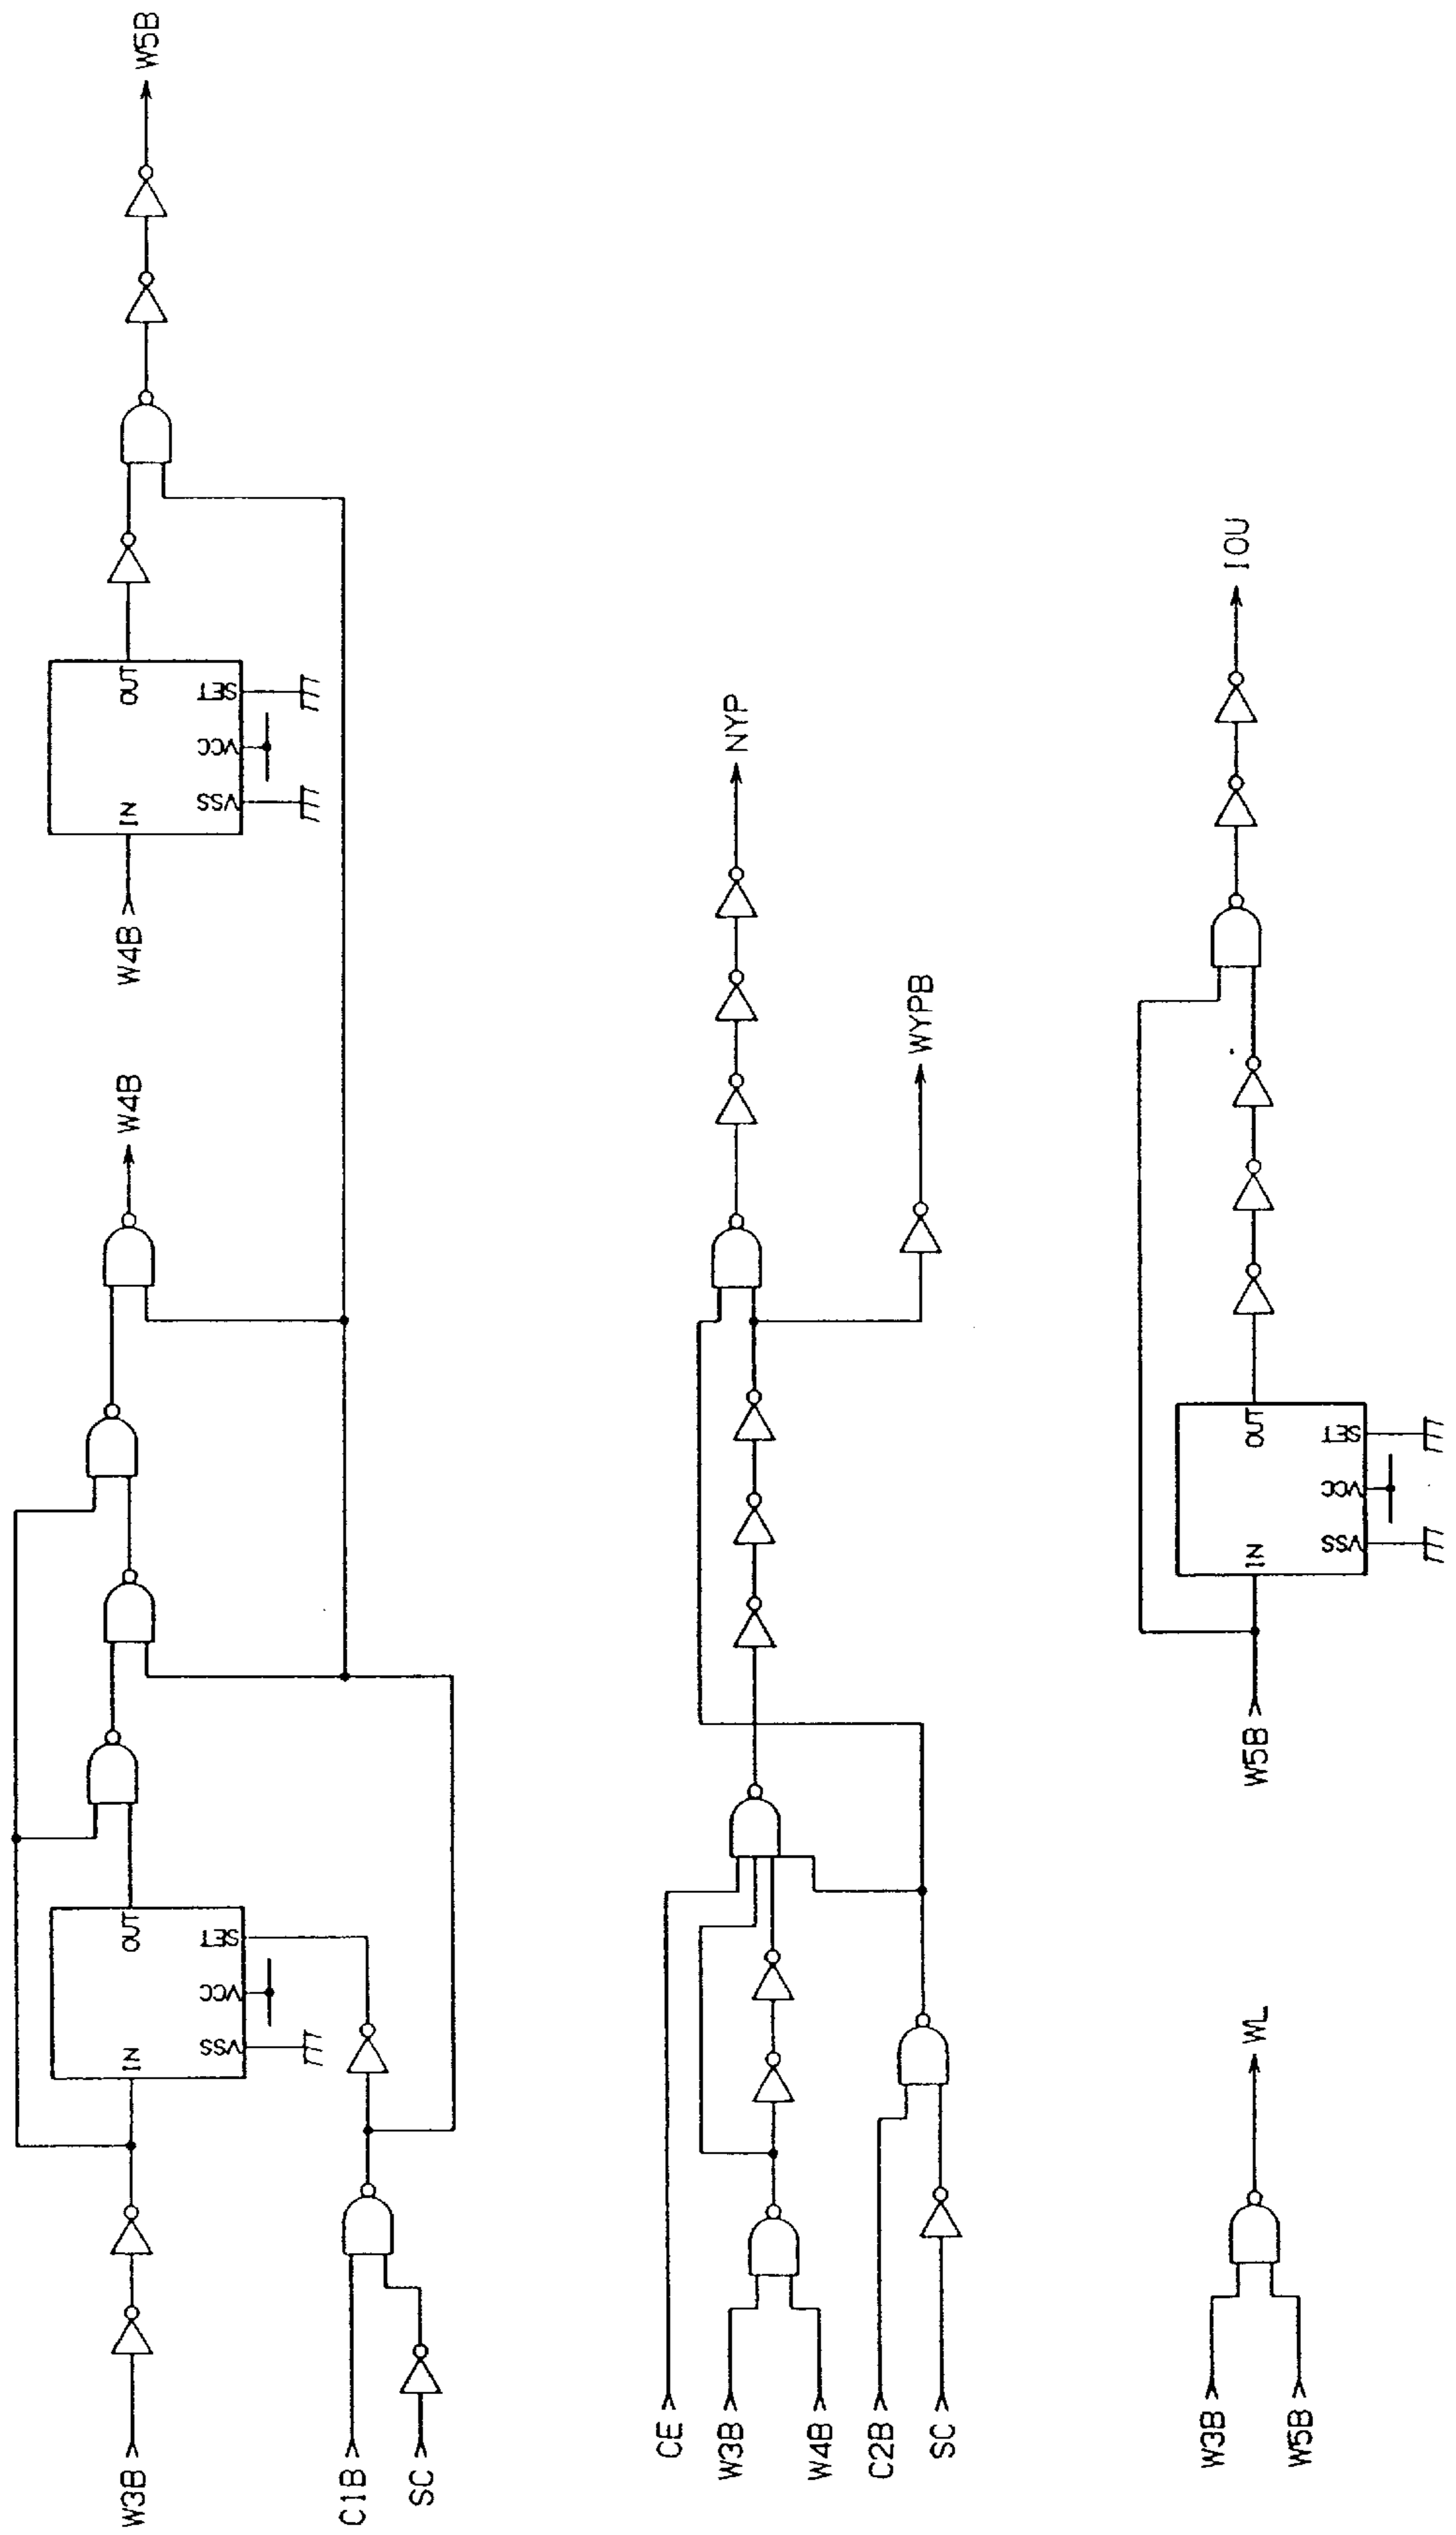 W3B
IN
OUT
VSS
VCC
SET
C1B
SC
W4B
W4B
IN
OUT
VSS
VCC
SET
W5B
CE
W3B
W4B
C2B
SC
NYP
WYPB
W3B
W5B
WL
W5B
IN
OUT
VSS
VCC
SET
IOU